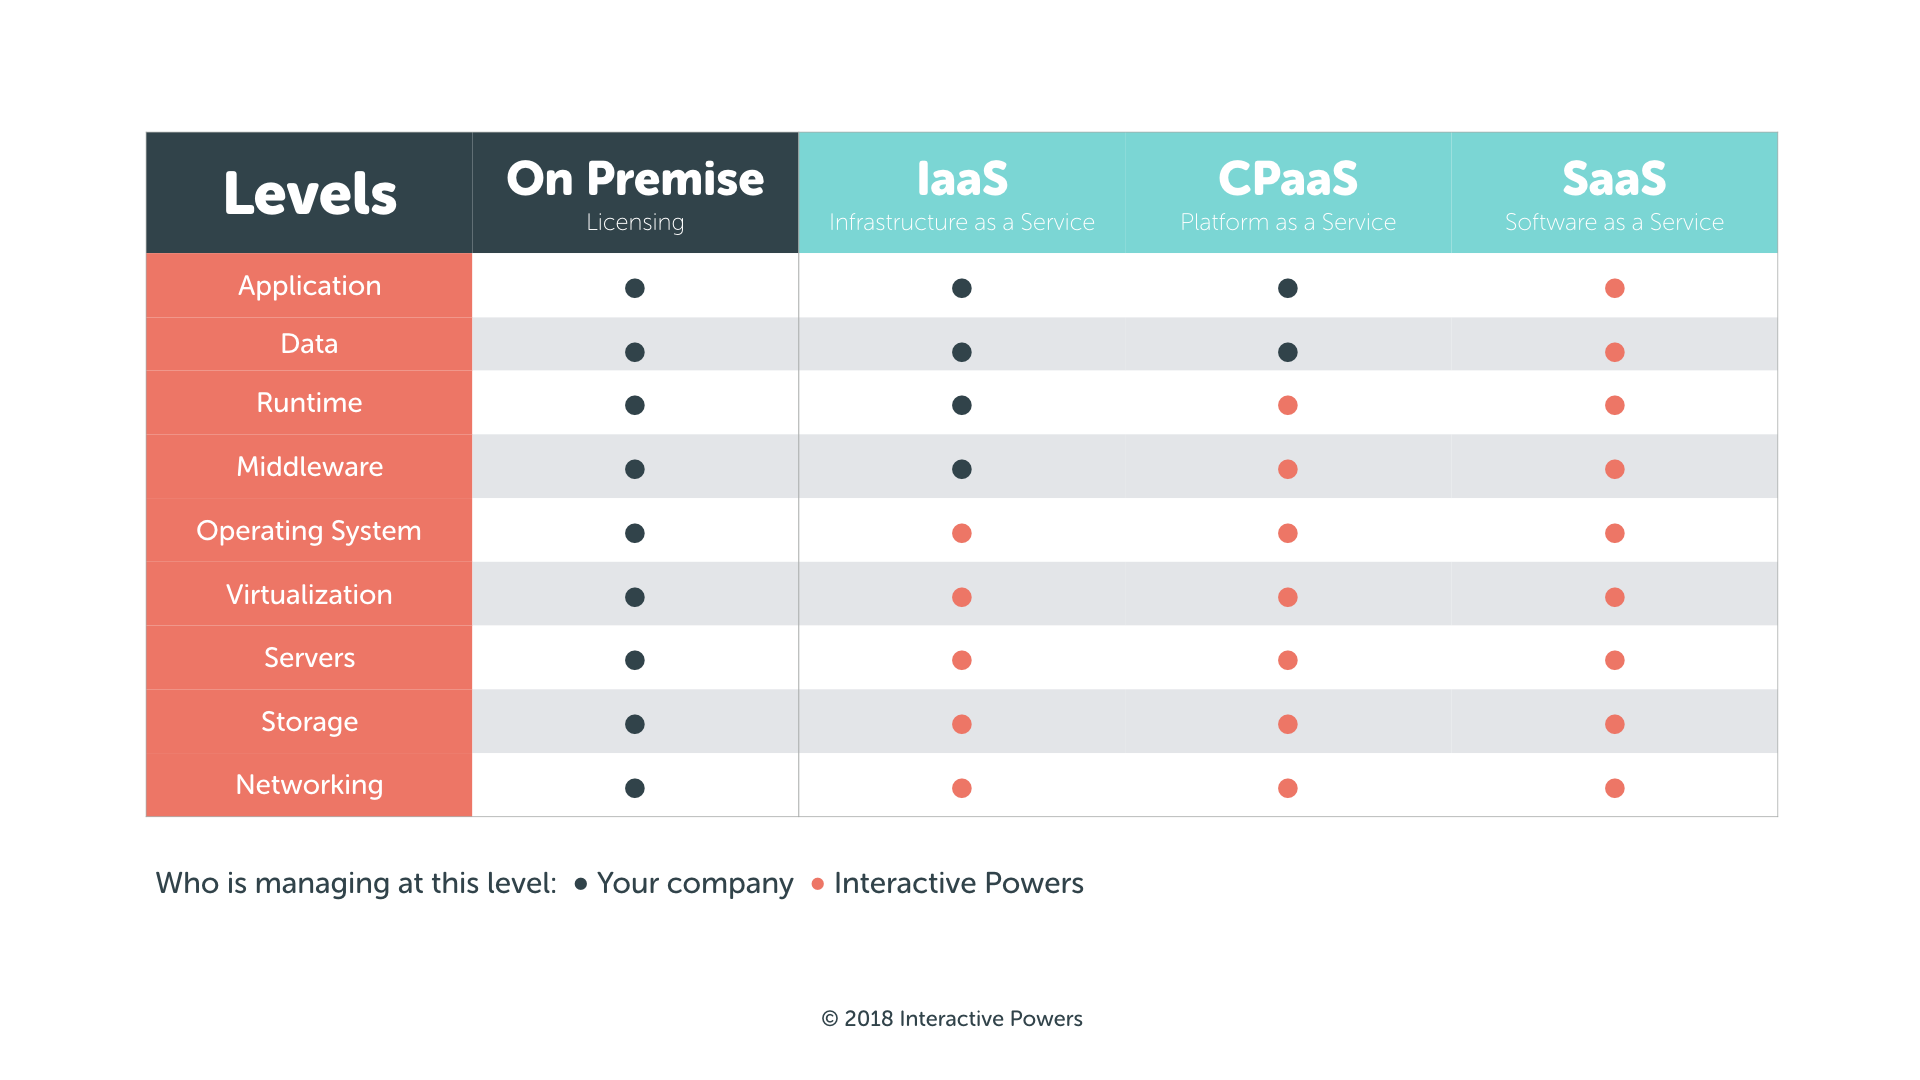 Levels
On Premise
Licensing
IaaS
Infrastructure as a Service
CPaaS
Platform as a Service
SaaS
Software as a Service
Application
Data
Runtime
Middleware
Operating System
Virtualization
Servers
Storage
Networking
Who is managing at this level: ● Your company ● Interactive Powers
© 2018 Interactive Powers